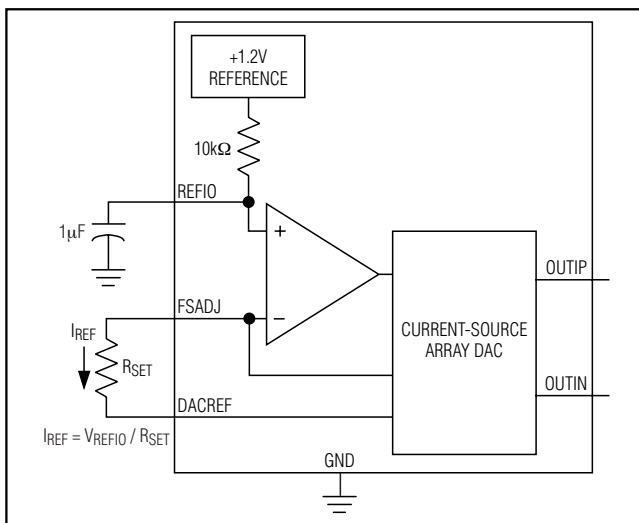 +1.2V
REFERENCE
10kΩ
REFIO
1μF
+
FSADJ
−
IREF
RSET
CURRENT-SOURCE
ARRAY DAC
OUTIP
OUTIN
DACREF
IREF = VREFIO / RSET
GND